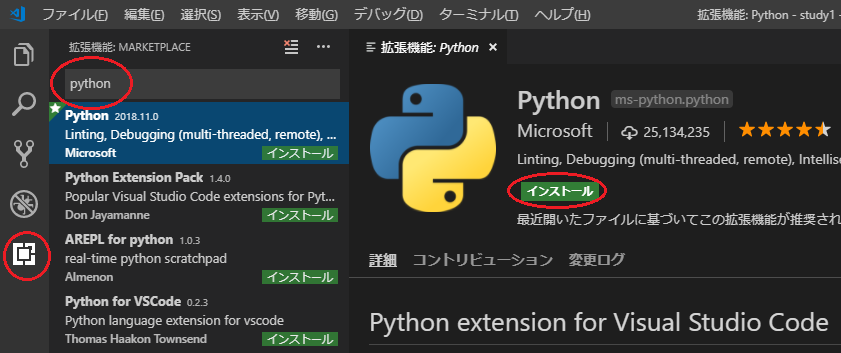 ファイル(F) 編集(E) 選択(S) 表示(V) 移動(G) デバッグ(D) ターミナル(T) ヘルプ(H) 拡張機能: Python - study1 -
拡張機能: MARKETPLACE
拡張機能: Python
python
Python 2018.11.0
Linting, Debugging (multi-threaded, remote), ...
Microsoft インストール
Python Extension Pack 1.4.0
Popular Visual Studio Code extensions for Pyt...
Don Jayamanne インストール
AREPL for python 1.0.3
real-time python scratchpad
Almenon インストール
Python for VSCode 0.2.3
Python language extension for vscode
Thomas Haakon Townsend インストール
Python ms-python.python
Microsoft 25,134,235
Linting, Debugging (multi-threaded, remote), Intellise
インストール
最近開いたファイルに基づいてこの拡張機能が推奨され
詳細 コントリビューション 変更ログ
Python extension for Visual Studio Code